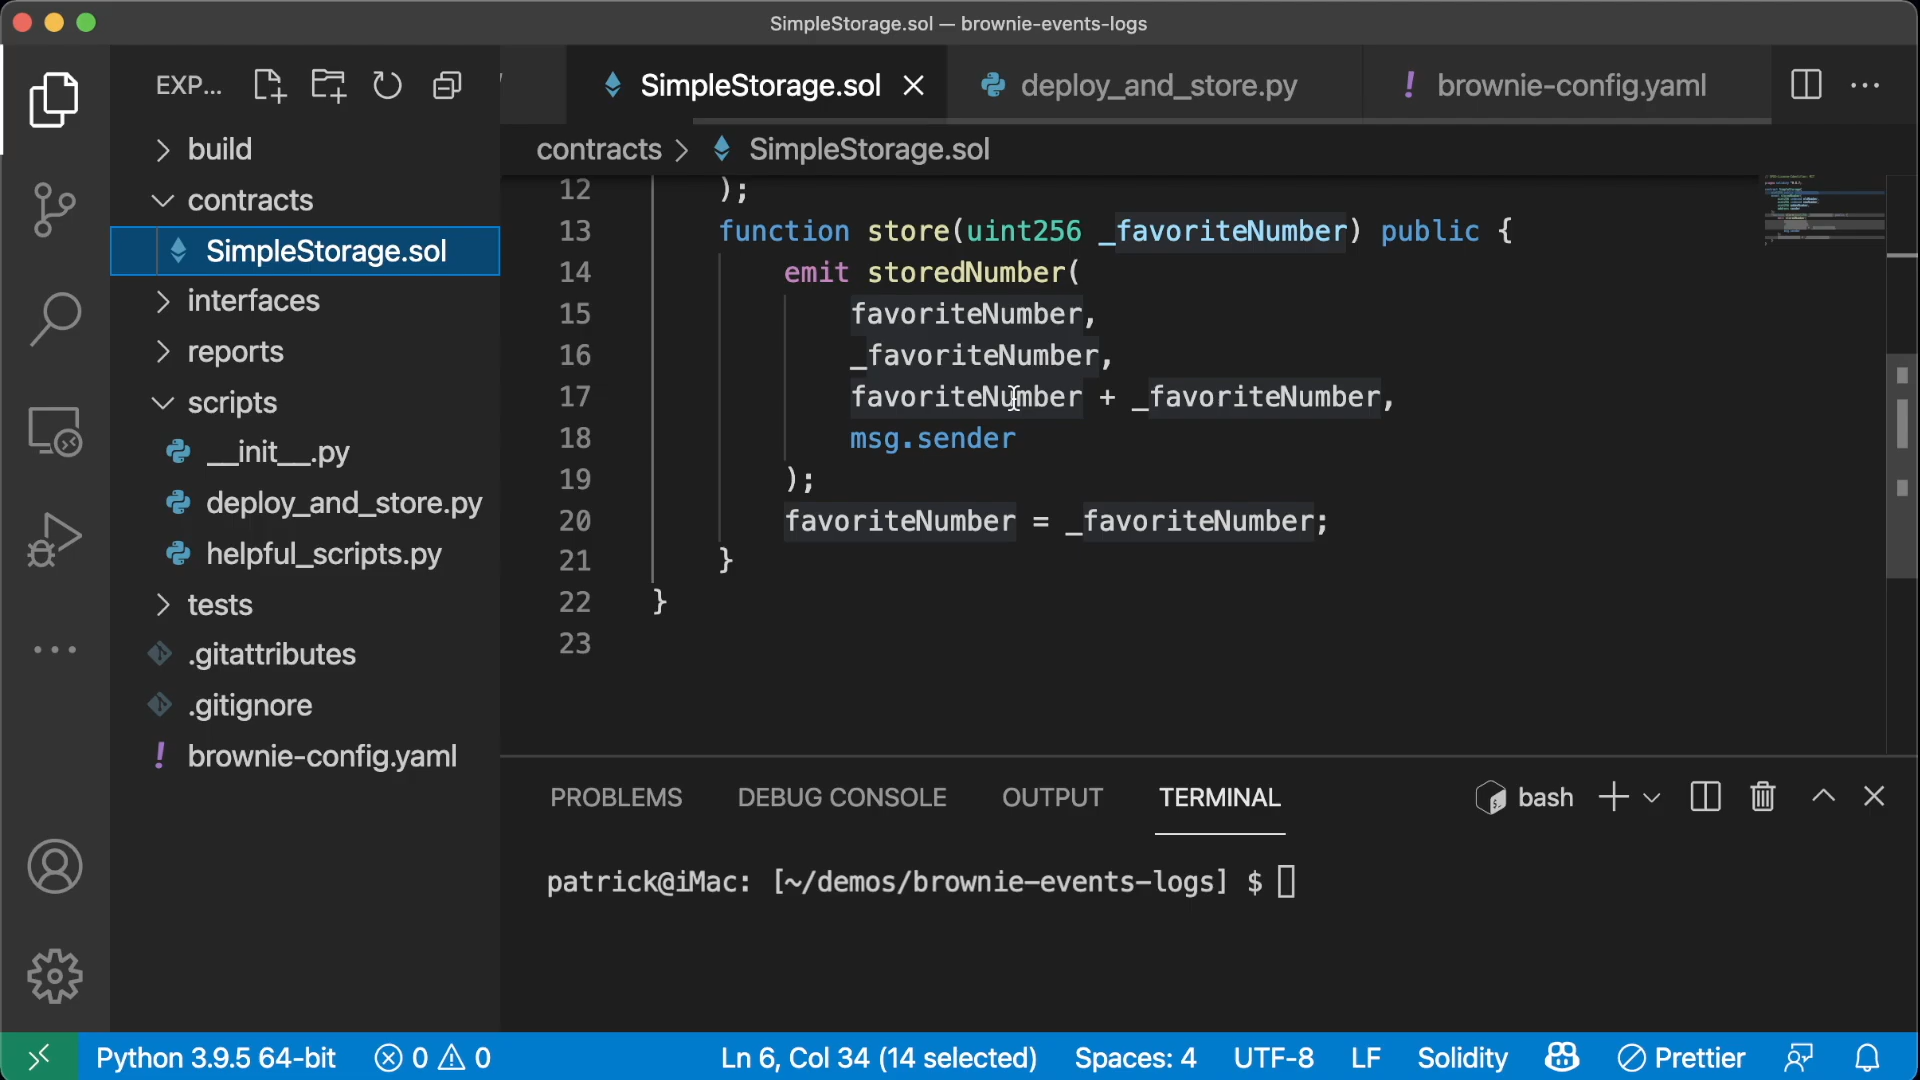 SimpleStorage.sol — brownie-events-logs
EXP...
SimpleStorage.sol
deploy_and_store.py
! brownie-config.yaml
contracts > SimpleStorage.sol
build
contracts
SimpleStorage.sol
interfaces
reports
scripts
__init__.py
deploy_and_store.py
helpful_scripts.py
tests
.gitattributes
.gitignore
! brownie-config.yaml
12 );
13 function store(uint256 _favoriteNumber) public {
14 emit storedNumber(
15 favoriteNumber,
16 _favoriteNumber,
17 favoriteNumber + _favoriteNumber,
18 msg.sender
19 );
20 favoriteNumber = _favoriteNumber;
21 }
22 }
23
PROBLEMS DEBUG CONSOLE OUTPUT TERMINAL
bash
patrick@iMac: [~/demos/brownie-events-logs] $
Python 3.9.5 64-bit 0 0 Ln 6, Col 34 (14 selected) Spaces: 4 UTF-8 LF Solidity Prettier